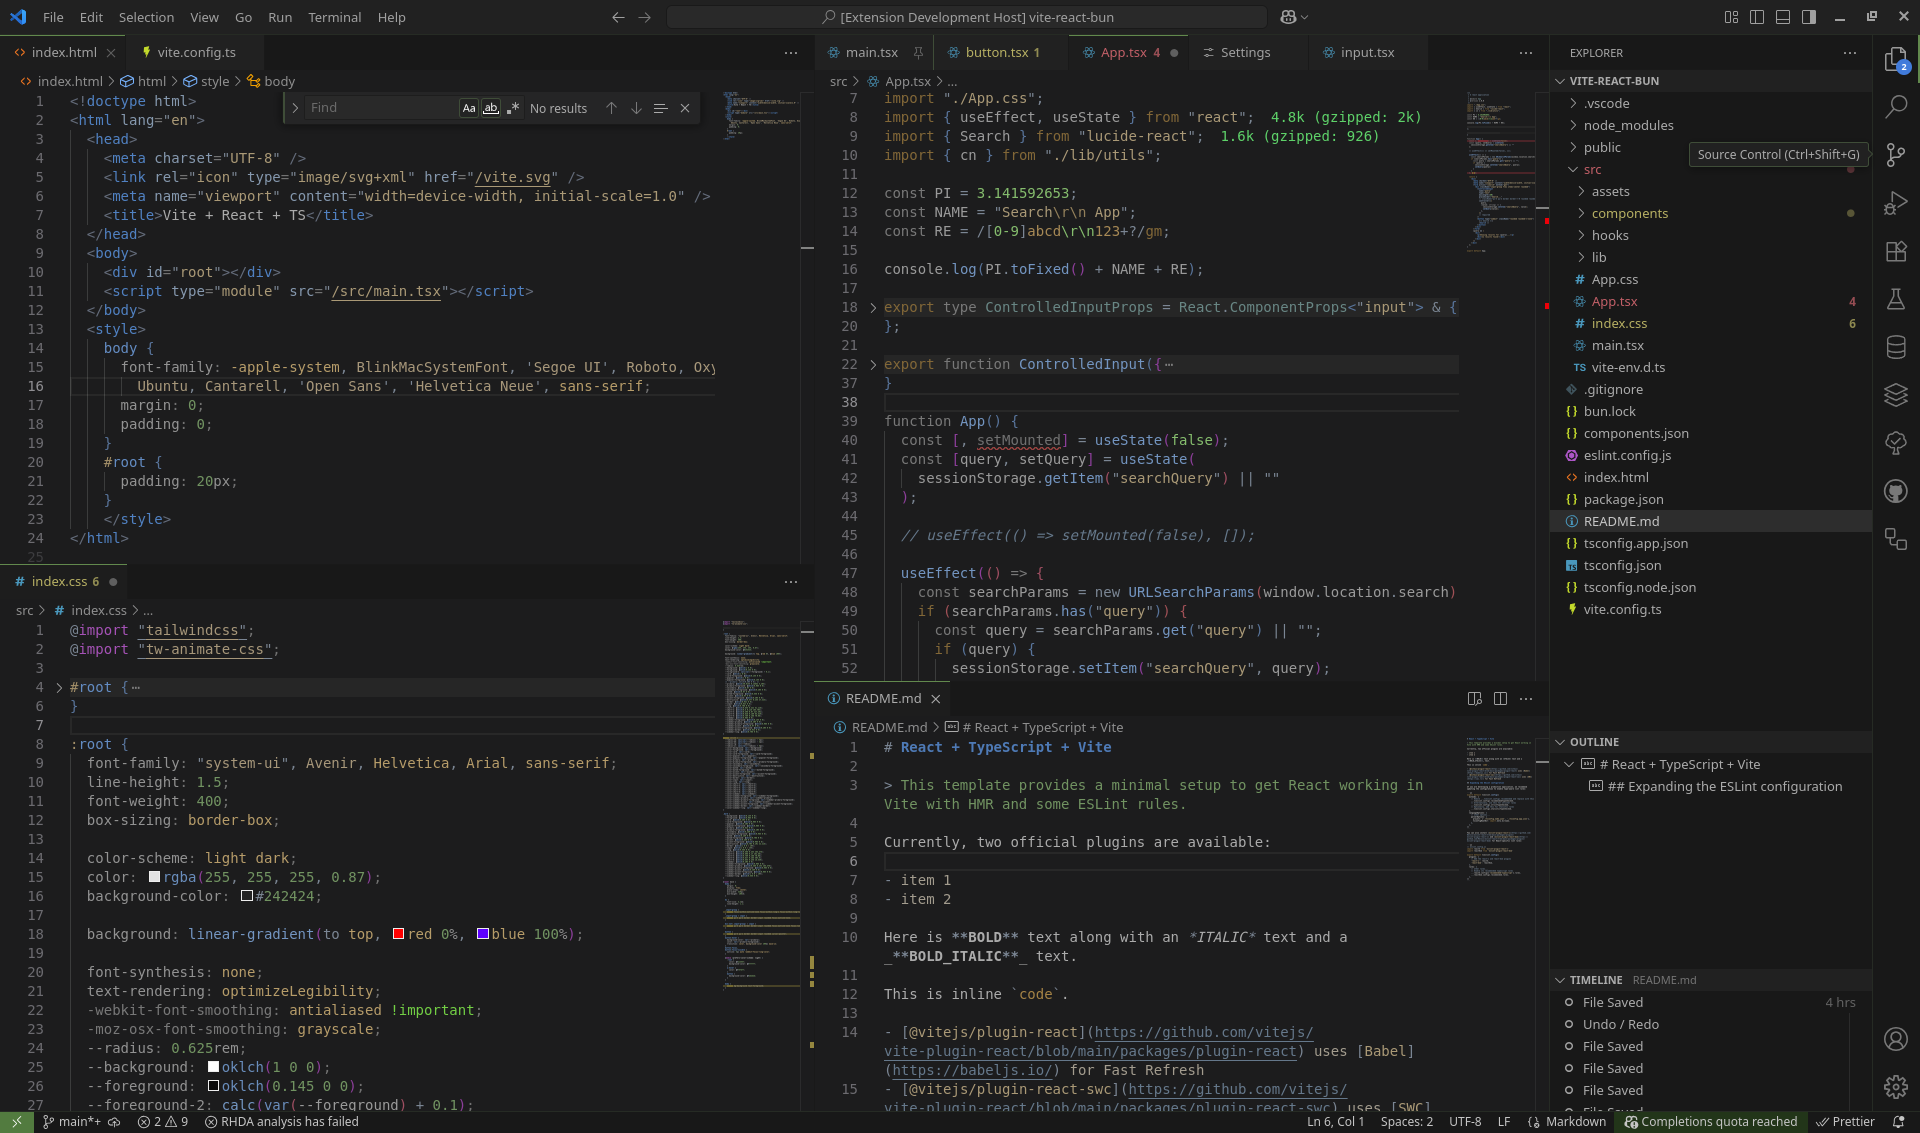 File Edit Selection View Go Run Terminal Help
[Extension Development Host] vite-react-bun
index.html
vite.config.ts
index.html > html > style > body
Find
Aa
ab
No results
1 <!doctype html>
2 <html lang="en">
3 <head>
4 <meta charset="UTF-8" />
5 <link rel="icon" type="image/svg+xml" href="/vite.svg" />
6 <meta name="viewport" content="width=device-width, initial-scale=1.0" />
7 <title>Vite + React + TS</title>
8 </head>
9 <body>
10 <div id="root"></div>
11 <script type="module" src="/src/main.tsx"></script>
12 </body>
13 <style>
14 body {
15 font-family: -apple-system, BlinkMacSystemFont, 'Segoe UI', Roboto, Oxy
16 Ubuntu, Cantarell, 'Open Sans', 'Helvetica Neue', sans-serif;
17 margin: 0;
18 padding: 0;
19 }
20 #root {
21 padding: 20px;
22 }
23 </style>
24 </html>
25
index.css 6
src > # index.css > ...
1 @import "tailwindcss";
2 @import "tw-animate-css";
3
4 #root {⋯
6 }
7
8 :root {
9 font-family: "system-ui", Avenir, Helvetica, Arial, sans-serif;
10 line-height: 1.5;
11 font-weight: 400;
12 box-sizing: border-box;
13
14 color-scheme: light dark;
15 color: rgba(255, 255, 255, 0.87);
16 background-color: #242424;
17
18 background: linear-gradient(to top, red 0%, blue 100%);
19
20 font-synthesis: none;
21 text-rendering: optimizeLegibility;
22 -webkit-font-smoothing: antialiased !important;
23 -moz-osx-font-smoothing: grayscale;
24 --radius: 0.625rem;
25 --background: oklch(1 0 0);
26 --foreground: oklch(0.145 0 0);
27 --foreground-2: calc(var(--foreground) + 0.1);
main.tsx
button.tsx 1
App.tsx 4
Settings
input.tsx
src > App.tsx > ...
7 import "./App.css";
8 import { useEffect, useState } from "react"; 4.8k (gzipped: 2k)
9 import { Search } from "lucide-react"; 1.6k (gzipped: 926)
10 import { cn } from "./lib/utils";
11
12 const PI = 3.141592653;
13 const NAME = "Search\r\n App";
14 const RE = /[0-9]abcd\r\n123+?/gm;
15
16 console.log(PI.toFixed() + NAME + RE);
17
18 export type ControlledInputProps = React.ComponentProps<"input"> & {
20 };
21
22 export function ControlledInput({⋯
37 }
38
39 function App() {
40 const [, setMounted] = useState(false);
41 const [query, setQuery] = useState(
42 sessionStorage.getItem("searchQuery") || ""
43 );
44
45 // useEffect(() => setMounted(false), []);
46
47 useEffect(() => {
48 const searchParams = new URLSearchParams(window.location.search)
49 if (searchParams.has("query")) {
50 const query = searchParams.get("query") || "";
51 if (query) {
52 sessionStorage.setItem("searchQuery", query);
README.md
README.md > # React + TypeScript + Vite
1 # React + TypeScript + Vite
2
3 > This template provides a minimal setup to get React working in
Vite with HMR and some ESLint rules.
4
5 Currently, two official plugins are available:
6
7 - item 1
8 - item 2
9
10 Here is **BOLD** text along with an *ITALIC* text and a
_**BOLD_ITALIC**_ text.
11
12 This is inline `code`.
13
14 - [@vitejs/plugin-react](https://github.com/vitejs/
vite-plugin-react/blob/main/packages/plugin-react) uses [Babel]
(https://babeljs.io/) for Fast Refresh
15 - [@vitejs/plugin-react-swc](https://github.com/vitejs/
vite-plugin-react/blob/main/packages/plugin-react-swc) uses [SWC]
EXPLORER
VITE-REACT-BUN
.vscode
node_modules
public
Source Control (Ctrl+Shift+G)
src
assets
components
hooks
lib
# App.css
App.tsx 4
# index.css 6
main.tsx
TS vite-env.d.ts
.gitignore
{} bun.lock
{} components.json
eslint.config.js
index.html
{} package.json
README.md
{} tsconfig.app.json
tsconfig.json
{} tsconfig.node.json
vite.config.ts
OUTLINE
# React + TypeScript + Vite
## Expanding the ESLint configuration
TIMELINE README.md
File Saved 4 hrs
Undo / Redo
File Saved
File Saved
File Saved
File Saved
2
main*+
2 9
RHDA analysis has failed
Ln 6, Col 1
Spaces: 2
UTF-8
LF
Markdown
Completions quota reached
Prettier